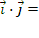 i⃗ · j⃗ =